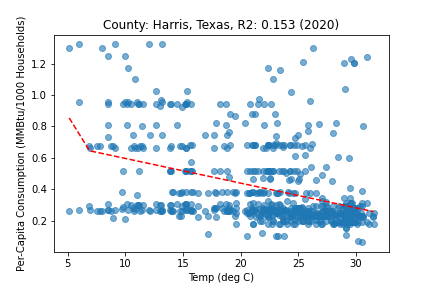 County: Harris, Texas, R2: 0.153 (2020)
Per-Capita Consumption (MMBtu/1000 Households)
1.2
1.0
0.8
0.6
0.4
0.2
5 10 15 20 25 30
Temp (deg C)